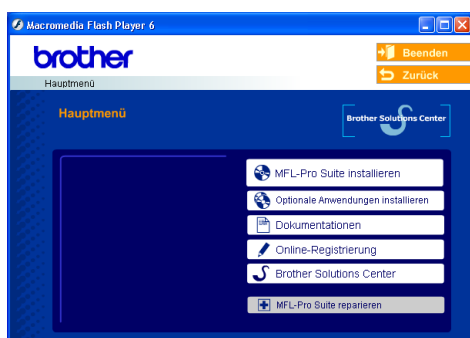 Macromedia Flash Player 6
brother
Beenden
Zurück
Hauptmenü
Hauptmenü
Brother Solutions Center
MFL-Pro Suite installieren
Optionale Anwendungen installieren
Dokumentationen
Online-Registrierung
Brother Solutions Center
MFL-Pro Suite reparieren